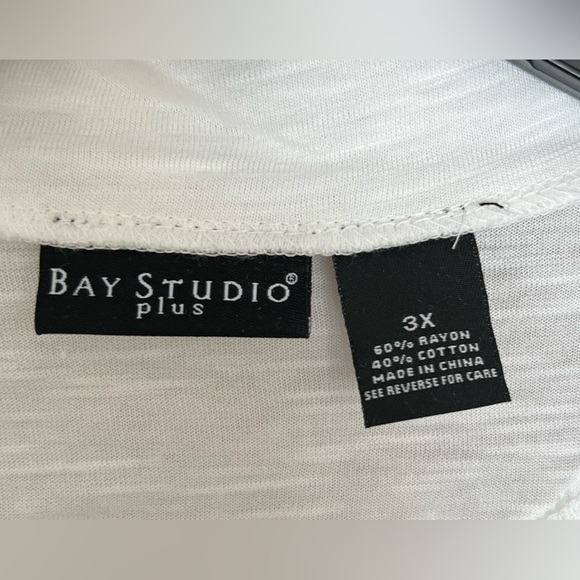 BAY STUDIO®
plus
3X
60% RAYON
40% COTTON
MADE IN CHINA
SEE REVERSE FOR CARE